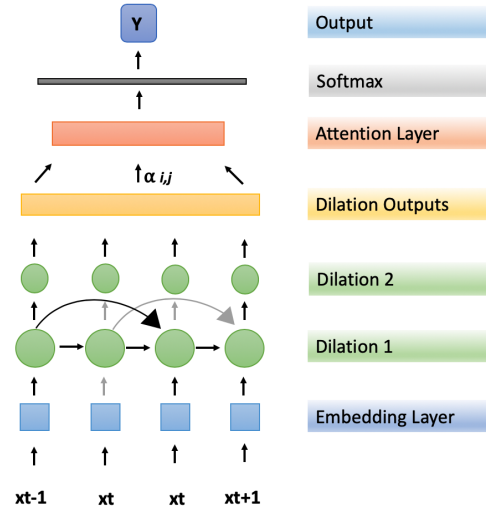 Y
Output
Softmax
Attention Layer
α i,j
Dilation Outputs
Dilation 2
Dilation 1
Embedding Layer
xt-1 xt xt xt+1